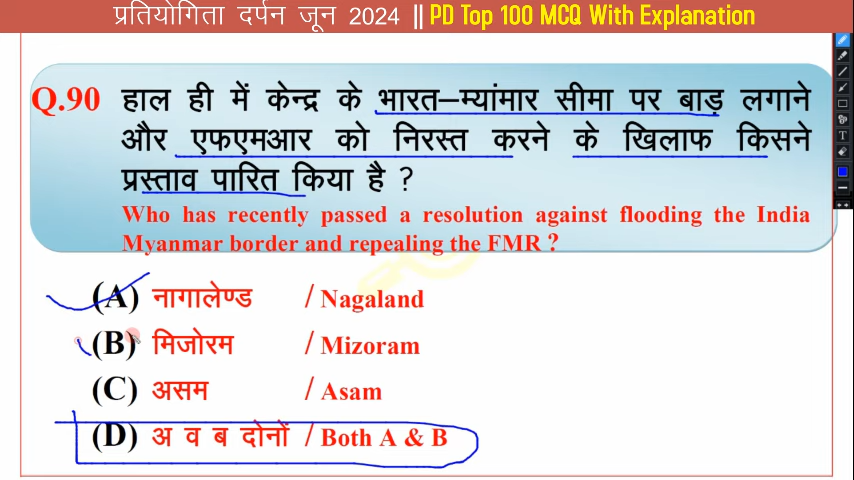 प्रतियोगिता दर्पन जून 2024 || PD Top 100 MCQ With Explanation
Q.90 हाल ही में केन्द्र के भारत–म्यांमार सीमा पर बाड़ लगाने
और एफएमआर को निरस्त करने के खिलाफ किसने
प्रस्ताव पारित किया है ?
Who has recently passed a resolution against flooding the India
Myanmar border and repealing the FMR ?
(A) नागालेण्ड / Nagaland
(B) मिजोरम / Mizoram
(C) असम / Asam
(D) अ व ब दोनों / Both A & B